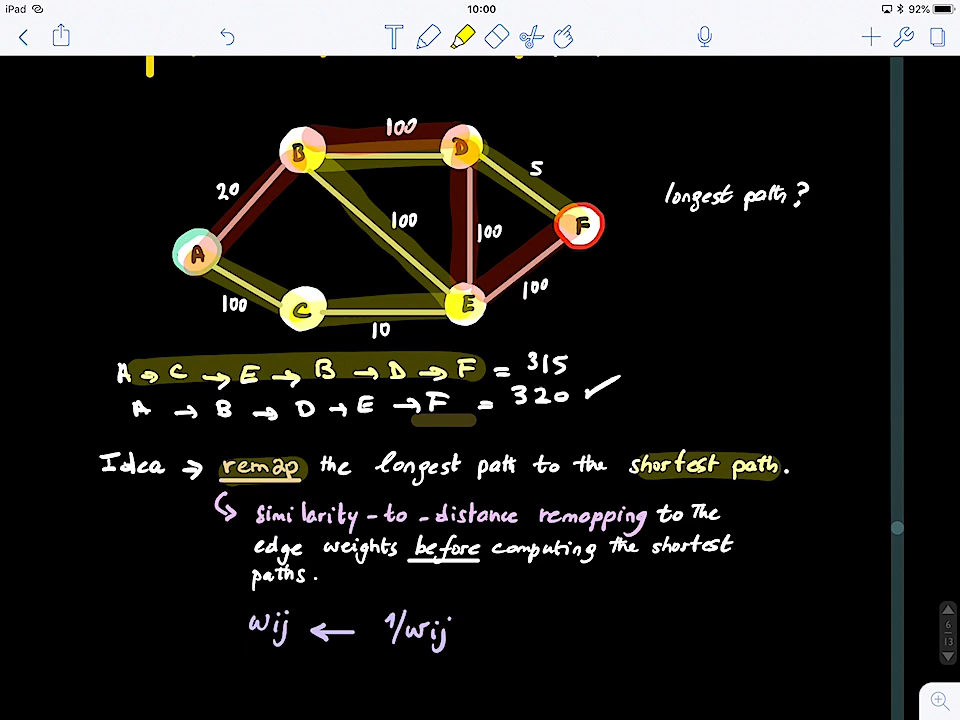 iPad
10:00
92%
T
100
B
D
20
5
longest path?
100
100
A
F
100
C
E
100
10
A → C → E → B → D → F = 315
A → B → D → E → F = 320 ✓
Idea → remap the longest path to the shortest path.
↳ similarity-to-distance remapping to the
edge weights before computing the shortest
paths.
wij ← 1/wij
6
13